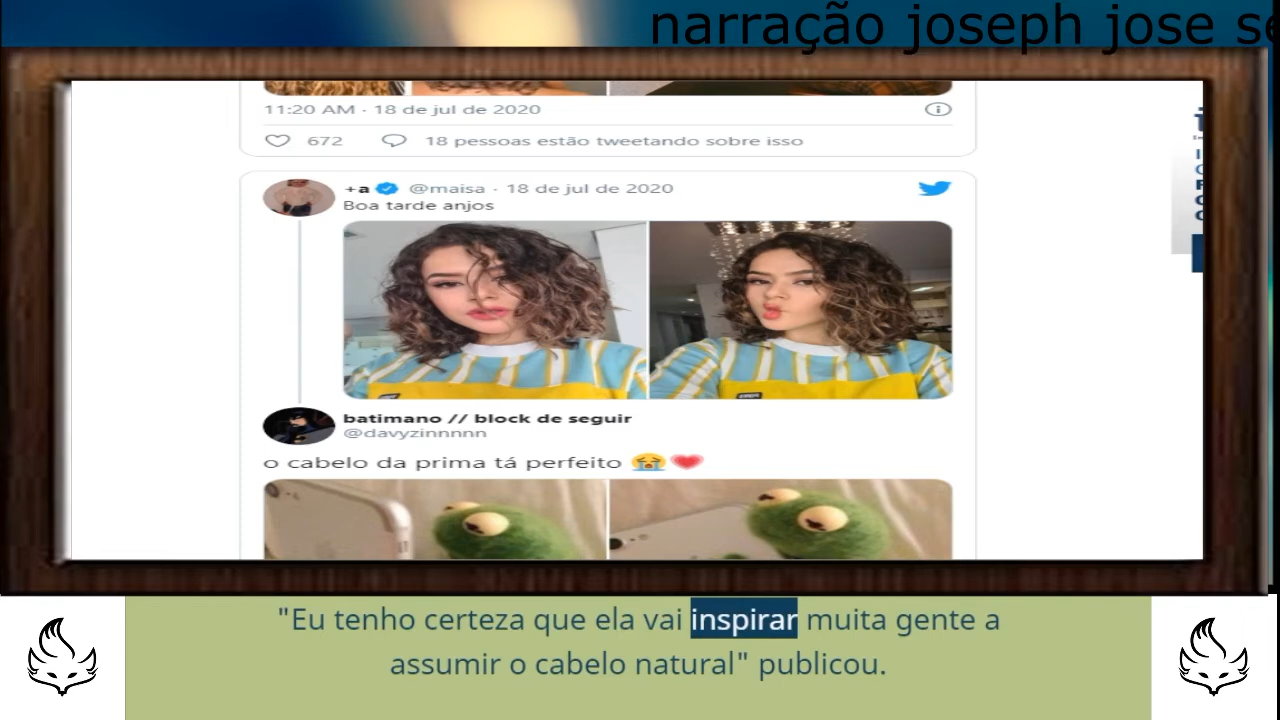 narração joseph jose se
11:20 AM · 18 de jul de 2020
672 18 pessoas estão tweetando sobre isso
+a @maisa · 18 de jul de 2020
Boa tarde anjos
batimano // block de seguir
@davyzinnnnn
o cabelo da prima tá perfeito 😭❤️
"Eu tenho certeza que ela vai inspirar muita gente a
assumir o cabelo natural" publicou.